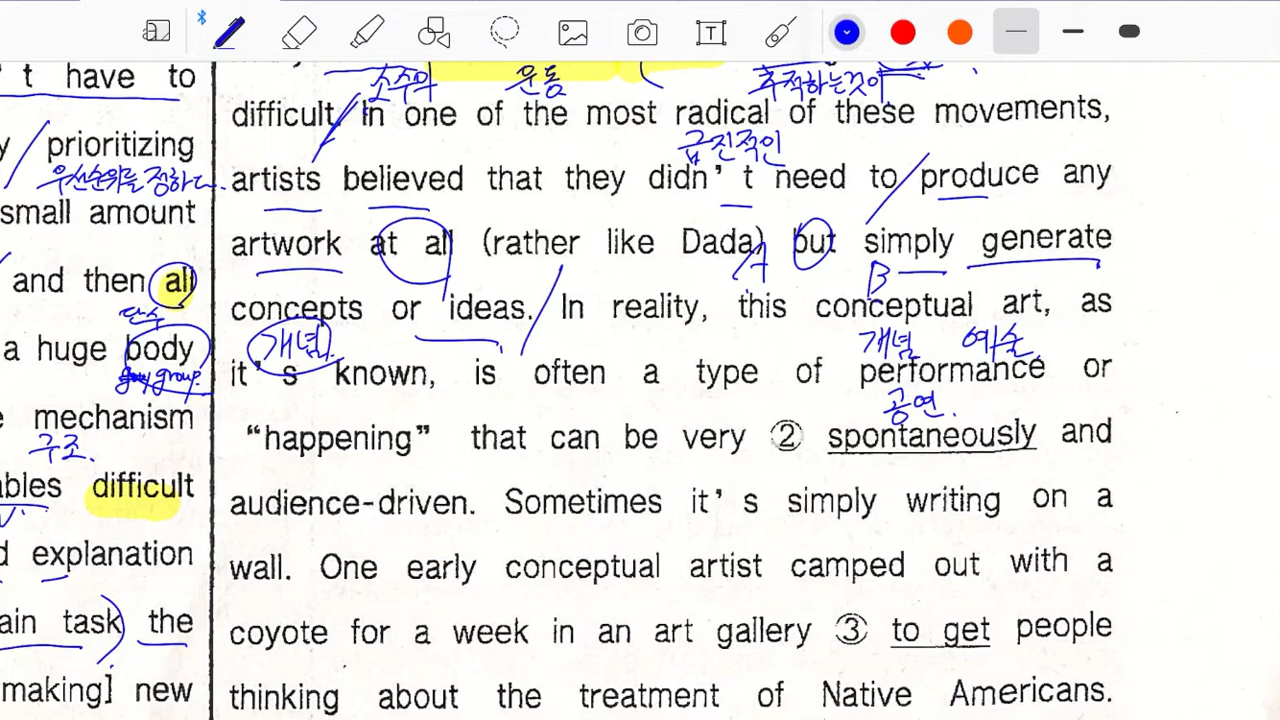 ' t have to
y prioritizing
우선순위를 정하다.
small amount
and then all
단수
a huge body
group.
mechanism
구조.
ables difficult
d explanation
ain task) the
making] new
소수의 운동 추적하는것이
difficult. In one of the most radical of these movements,
급진적인
artists believed that they didn't need to produce any
artwork at all (rather like Dada) but simply generate
A B
concepts or ideas. In reality, this conceptual art, as
개념 개념 예술
it's known, is often a type of performance or
공연.
"happening" that can be very ② spontaneously and
audience-driven. Sometimes it's simply writing on a
wall. One early conceptual artist camped out with a
coyote for a week in an art gallery ③ to get people
thinking about the treatment of Native Americans.